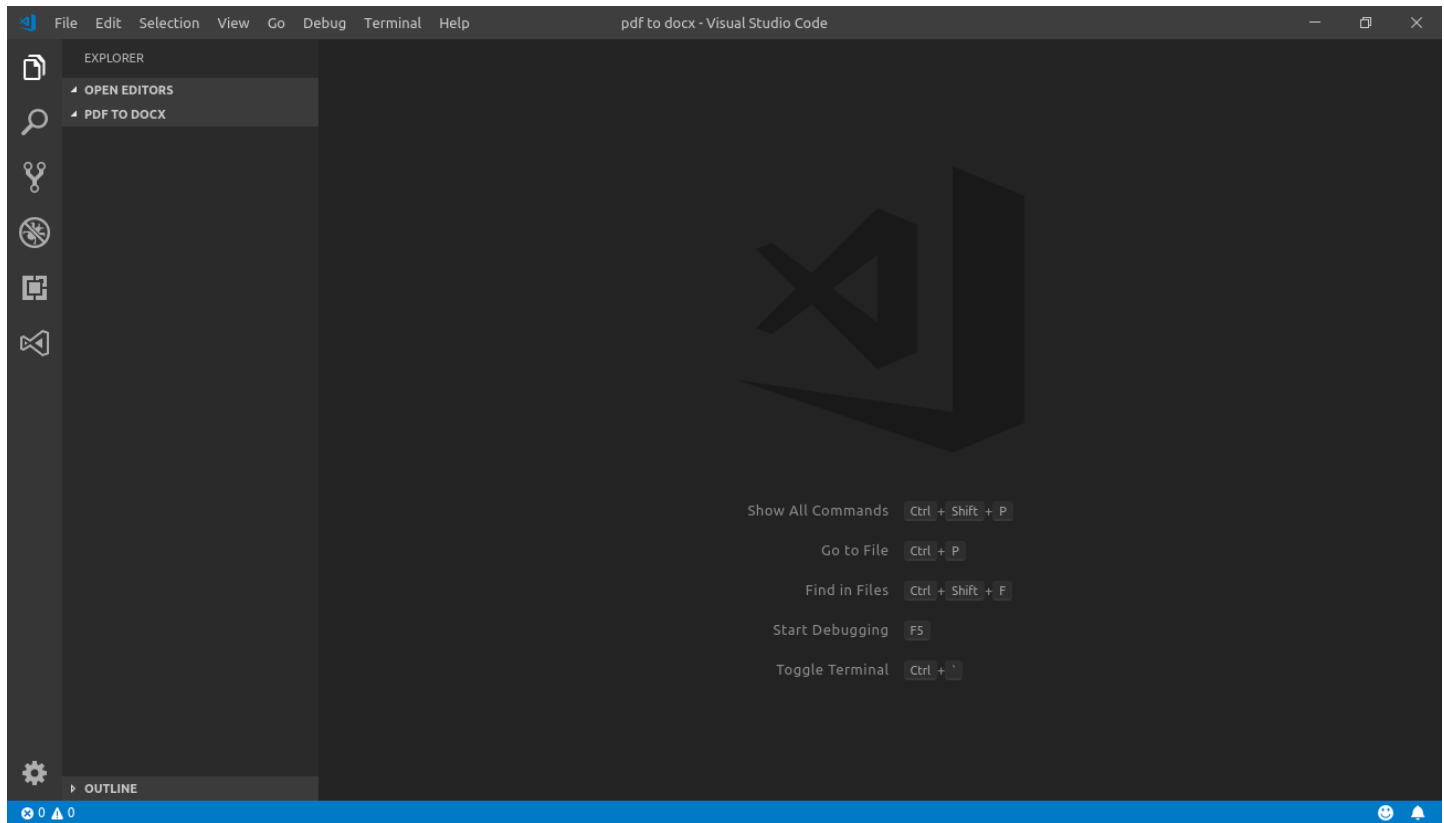 File Edit Selection View Go Debug Terminal Help pdf to docx - Visual Studio Code
EXPLORER
OPEN EDITORS
PDF TO DOCX
Show All Commands Ctrl + Shift + P
Go to File Ctrl + P
Find in Files Ctrl + Shift + F
Start Debugging F5
Toggle Terminal Ctrl + `
OUTLINE
0 0